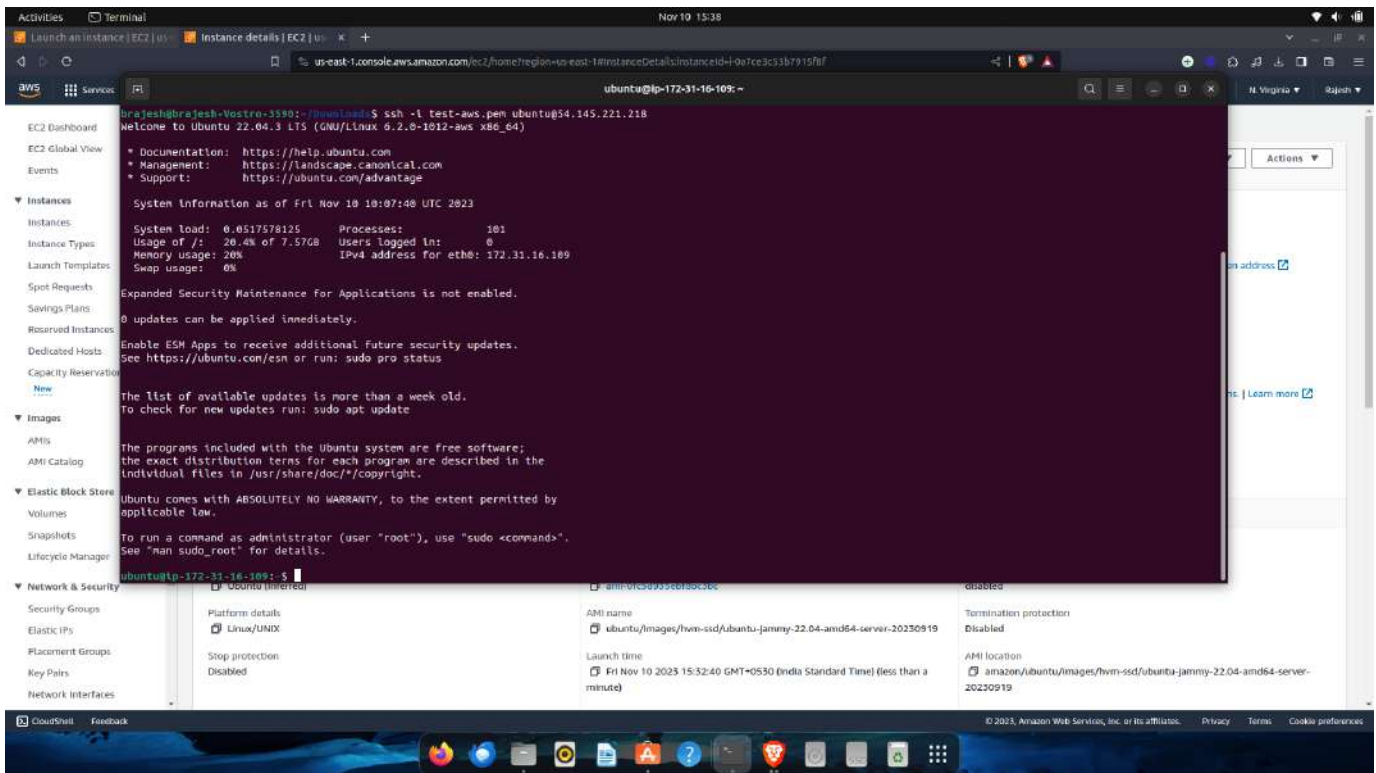 Activities
Terminal
Nov 10 15:38
Launch an instance | EC2 | us-
Instance details | EC2 | us-
us-east-1.console.aws.amazon.com/ec2/home?region=us-east-1#InstanceDetails:instanceId=i-0a7ce3c53b7915f8f
aws
Services
ubuntu@ip-172-31-16-109: ~
N. Virginia
Rajesh
EC2 Dashboard
EC2 Global View
Events
Instances
Instances
Instance Types
Launch Templates
Spot Requests
Savings Plans
Reserved Instances
Dedicated Hosts
Capacity Reservation
New
Images
AMIs
AMI Catalog
Elastic Block Store
Volumes
Snapshots
Lifecycle Manager
Network & Security
Security Groups
Elastic IPs
Placement Groups
Key Pairs
Network Interfaces
brajesh@brajesh-Vostro-3590:~/Downloads$ ssh -i test-aws.pem ubuntu@54.145.221.218
Welcome to Ubuntu 22.04.3 LTS (GNU/Linux 6.2.0-1012-aws x86_64)
* Documentation: https://help.ubuntu.com
* Management: https://landscape.canonical.com
* Support: https://ubuntu.com/advantage
System information as of Fri Nov 10 10:07:40 UTC 2023
System load: 0.0517578125 Processes: 101
Usage of /: 20.4% of 7.57GB Users logged in: 0
Memory usage: 20% IPv4 address for eth0: 172.31.16.109
Swap usage: 0%
Expanded Security Maintenance for Applications is not enabled.
0 updates can be applied immediately.
Enable ESM Apps to receive additional future security updates.
See https://ubuntu.com/esm or run: sudo pro status
The list of available updates is more than a week old.
To check for new updates run: sudo apt update
The programs included with the Ubuntu system are free software;
the exact distribution terms for each program are described in the
individual files in /usr/share/doc/*/copyright.
Ubuntu comes with ABSOLUTELY NO WARRANTY, to the extent permitted by
applicable law.
To run a command as administrator (user "root"), use "sudo <command>".
See "man sudo_root" for details.
ubuntu@ip-172-31-16-109:~$
Actions
on address
ns. | Learn more
Ubuntu (Inferred)
disabled
Platform details
Linux/UNIX
AMI name
ubuntu/images/hvm-ssd/ubuntu-jammy-22.04-amd64-server-20230919
Termination protection
Disabled
Stop protection
Disabled
Launch time
Fri Nov 10 2023 15:32:40 GMT+0530 (India Standard Time) (less than a
minute)
AMI location
amazon/ubuntu/images/hvm-ssd/ubuntu-jammy-22.04-amd64-server-
20230919
CloudShell
Feedback
© 2023, Amazon Web Services, Inc. or its affiliates.
Privacy
Terms
Cookie preferences